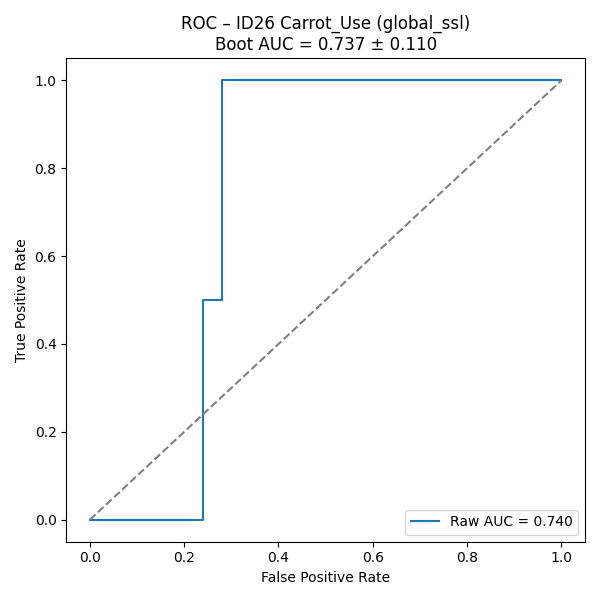 ROC – ID26 Carrot_Use (global_ssl)
Boot AUC = 0.737 ± 0.110
True Positive Rate
1.0
0.8
0.6
0.4
0.2
0.0
Raw AUC = 0.740
0.0 0.2 0.4 0.6 0.8 1.0
False Positive Rate